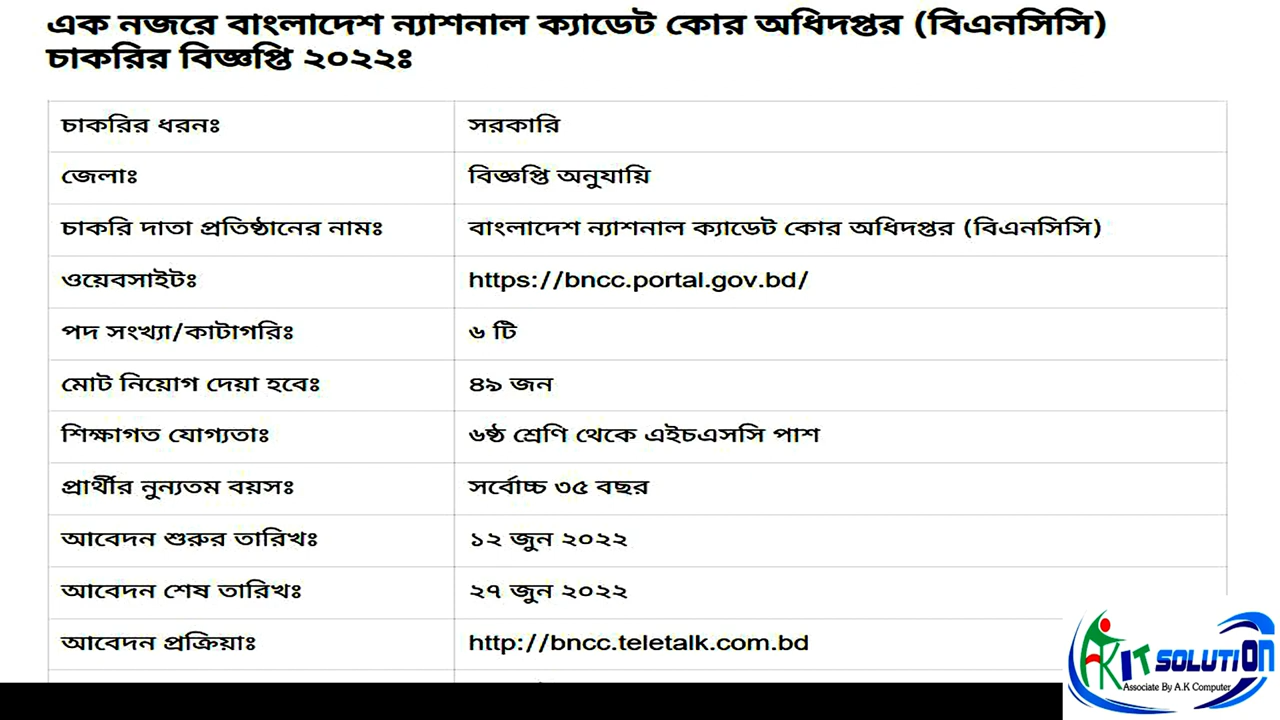 এক নজরে বাংলাদেশ ন্যাশনাল ক্যাডেট কোর অধিদপ্তর (বিএনসিসি)
চাকরির বিজ্ঞপ্তি ২০২২ঃ
চাকরির ধরনঃ সরকারি
জেলাঃ বিজ্ঞপ্তি অনুযায়ি
চাকরি দাতা প্রতিষ্ঠানের নামঃ বাংলাদেশ ন্যাশনাল ক্যাডেট কোর অধিদপ্তর (বিএনসিসি)
ওয়েবসাইটঃ https://bncc.portal.gov.bd/
পদ সংখ্যা/কাটাগরিঃ ৬ টি
মোট নিয়োগ দেয়া হবেঃ ৪৯ জন
শিক্ষাগত যোগ্যতাঃ ৬ষ্ঠ শ্রেণি থেকে এইচএসসি পাশ
প্রার্থীর নুন্যতম বয়সঃ সর্বোচ্চ ৩৫ বছর
আবেদন শুরুর তারিখঃ ১২ জুন ২০২২
আবেদন শেষ তারিখঃ ২৭ জুন ২০২২
আবেদন প্রক্রিয়াঃ http://bncc.teletalk.com.bd
AK IT SOLUTION
Associate By A.K Computer